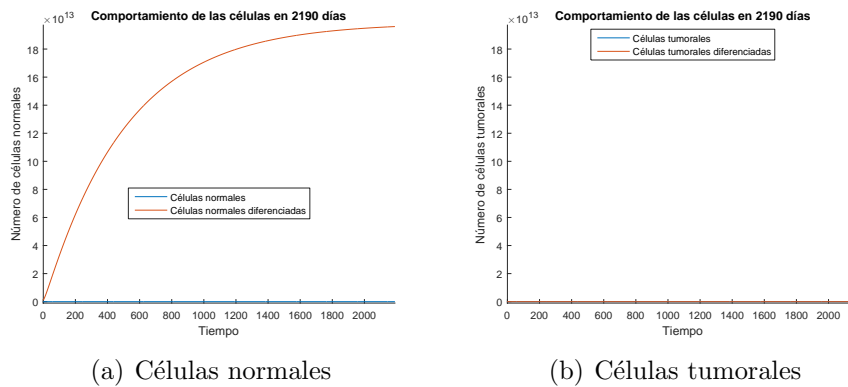 Comportamiento de las células en 2190 días
× 10^13
Número de células normales
18
16
14
12
10
8
6
4
2
0
Células normales
Células normales diferenciadas
0 200 400 600 800 1000 1200 1400 1600 1800 2000
Tiempo
(a) Células normales
Comportamiento de las células en 2190 días
× 10^13
Número de células tumorales
18
16
14
12
10
8
6
4
2
0
Células tumorales
Células tumorales diferenciadas
0 200 400 600 800 1000 1200 1400 1600 1800 2000
Tiempo
(b) Células tumorales